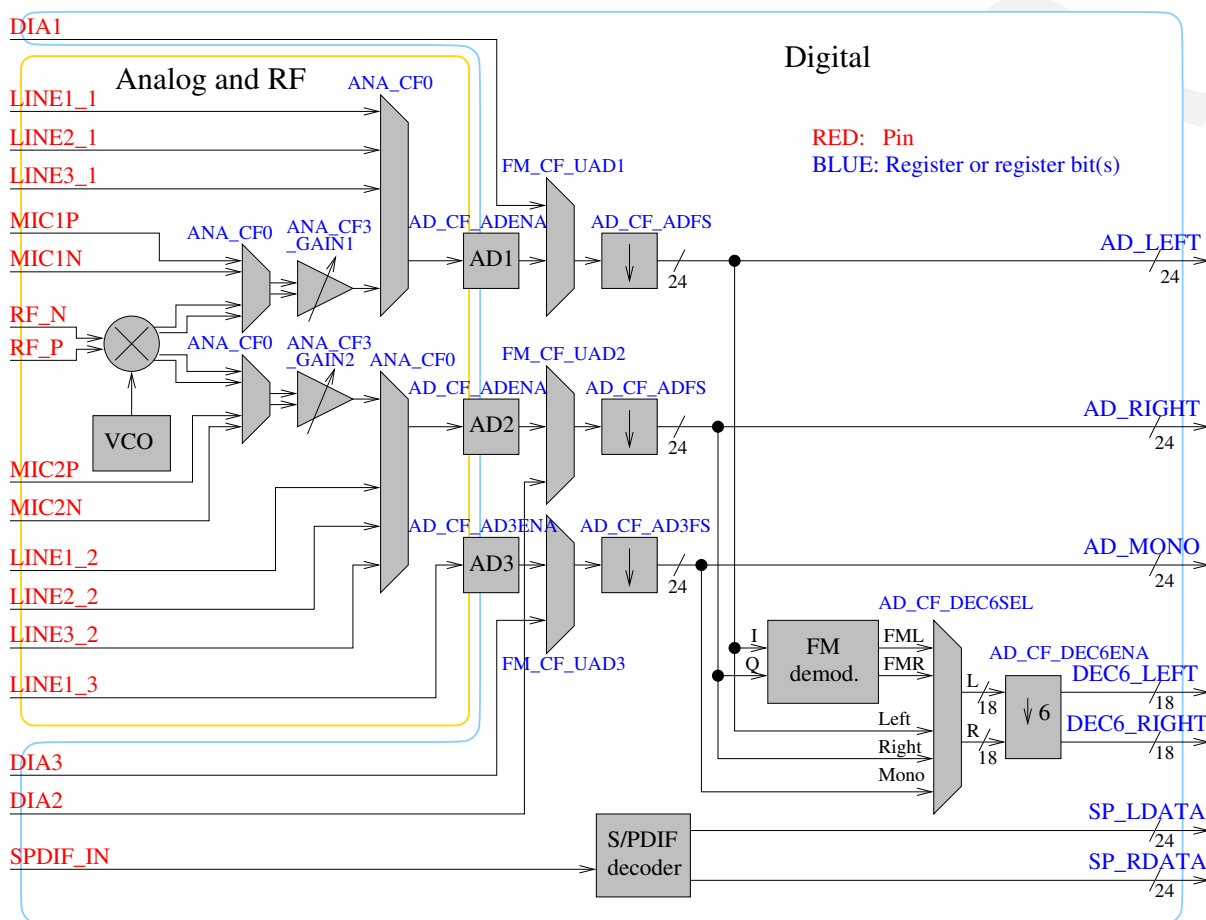 DIA1
Analog and RF
Digital
ANA_CF0
LINE1_1
LINE2_1
LINE3_1
RED: Pin
BLUE: Register or register bit(s)
FM_CF_UAD1
MIC1P
ANA_CF0
ANA_CF3
_GAIN1
AD_CF_ADENA
AD_CF_ADFS
MIC1N
AD1
24
AD_LEFT
24
RF_N
RF_P
ANA_CF0
ANA_CF3
_GAIN2
ANA_CF0
FM_CF_UAD2
AD_CF_ADENA
AD_CF_ADFS
VCO
AD2
24
AD_RIGHT
24
MIC2P
MIC2N
AD_CF_AD3ENA
AD_CF_AD3FS
LINE1_2
AD3
24
AD_MONO
24
LINE2_2
LINE3_2
AD_CF_DEC6SEL
I
Q
FM
demod.
FML
FMR
FM_CF_UAD3
AD_CF_DEC6ENA
LINE1_3
L
18
6
DEC6_LEFT
18
Left
R
18
DEC6_RIGHT
18
Right
Mono
DIA3
DIA2
SPDIF_IN
S/PDIF
decoder
SP_LDATA
24
SP_RDATA
24